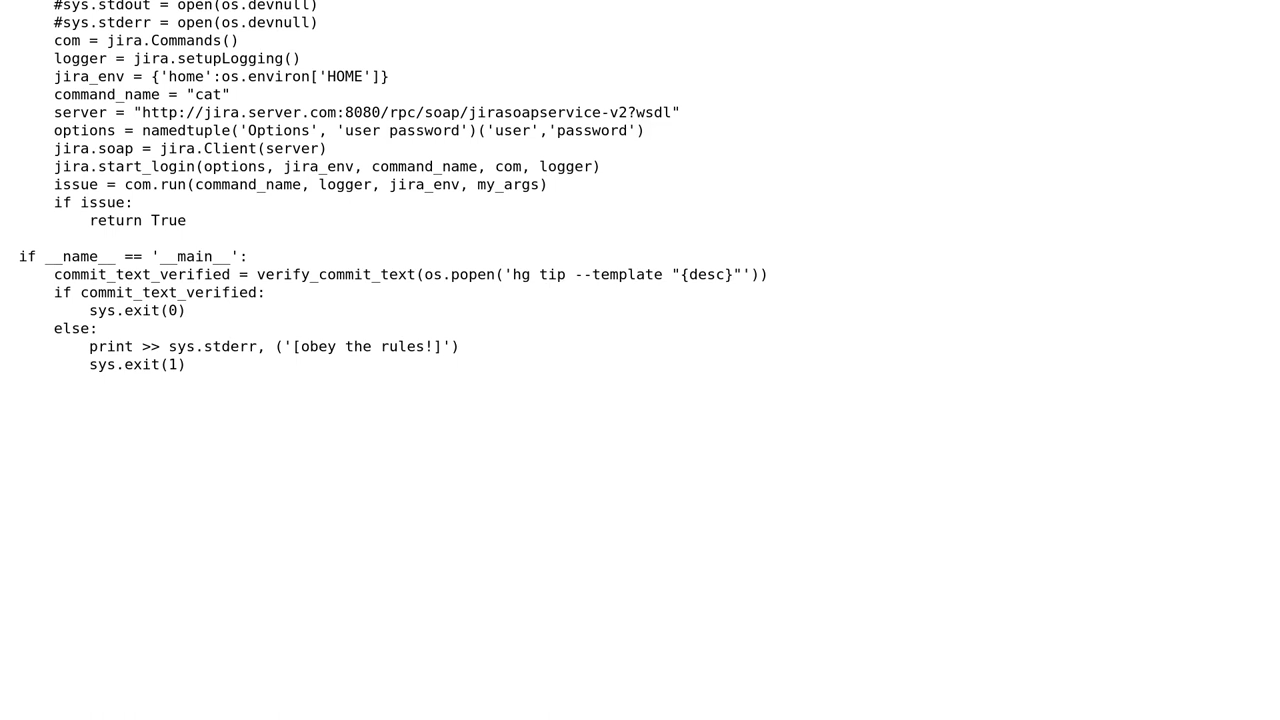 #sys.stdout = open(os.devnull)
#sys.stderr = open(os.devnull)
com = jira.Commands()
logger = jira.setupLogging()
jira_env = {'home':os.environ['HOME']}
command_name = "cat"
server = "http://jira.server.com:8080/rpc/soap/jirasoapservice-v2?wsdl"
options = namedtuple('Options', 'user password')('user','password')
jira.soap = jira.Client(server)
jira.start_login(options, jira_env, command_name, com, logger)
issue = com.run(command_name, logger, jira_env, my_args)
if issue:
return True
if __name__ == '__main__':
commit_text_verified = verify_commit_text(os.popen('hg tip --template "{desc}"'))
if commit_text_verified:
sys.exit(0)
else:
print >> sys.stderr, ('[obey the rules!]')
sys.exit(1)